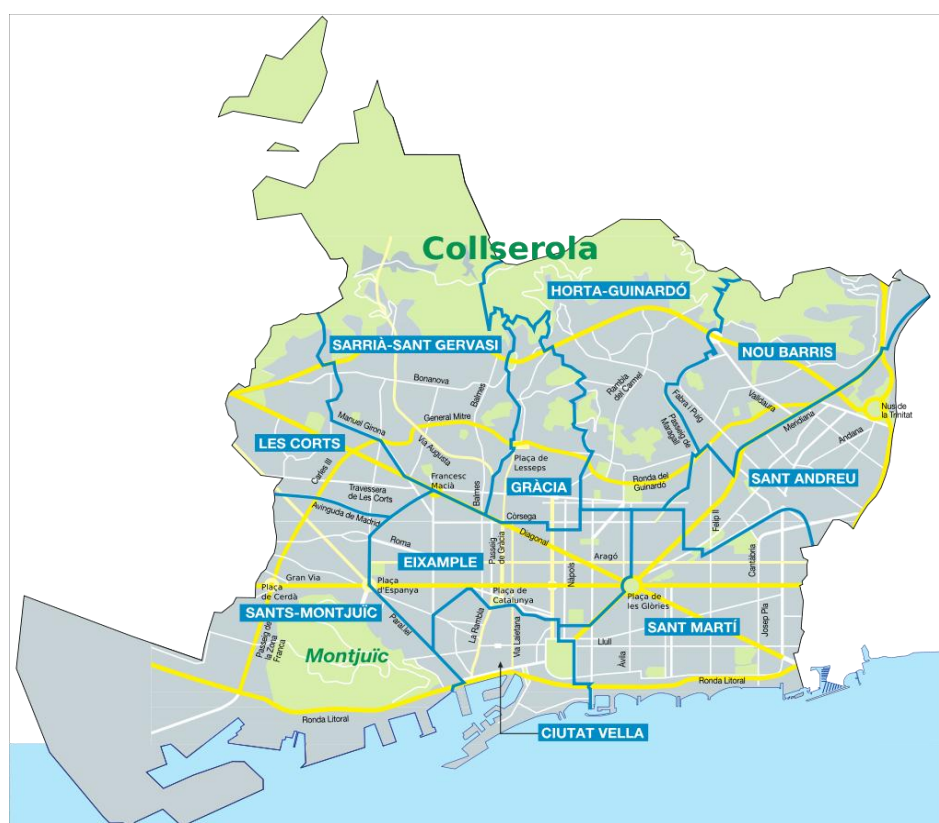 Collserola
HORTA-GUINARDÓ
SARRIÀ-SANT GERVASI
NOU BARRIS
Bonanova
Balmes
Rambla
del Carmel
Fabra i Puig
Valldaura
Passeig de
Maragall
Meridiana
Nus de
la Trinitat
Andana
Manuel Girona
General Mitre
Via Augusta
LES CORTS
Carles III
Plaça de
Lesseps
Francesc
Macià
Balmes
GRÀCIA
Ronda del
Guinardó
SANT ANDREU
Travessera
de Les Corts
Avinguda de Madrid
Còrsega
Diagonal
Felip II
Roma
Passeig
de Gràcia
Aragó
EIXAMPLE
Nàpols
Cantàbria
Gran Via
Plaça
de Cerdà
Plaça
d'Espanya
Plaça de
Catalunya
Plaça de
les Glòries
SANTS-MONTJUÏC
Paral.lel
La Rambla
Via Laietana
SANT MARTÍ
Josep Pla
Passeig de
la Zona
Franca
Montjuïc
Llull
Àvila
Ronda Litoral
Ronda Litoral
CIUTAT VELLA